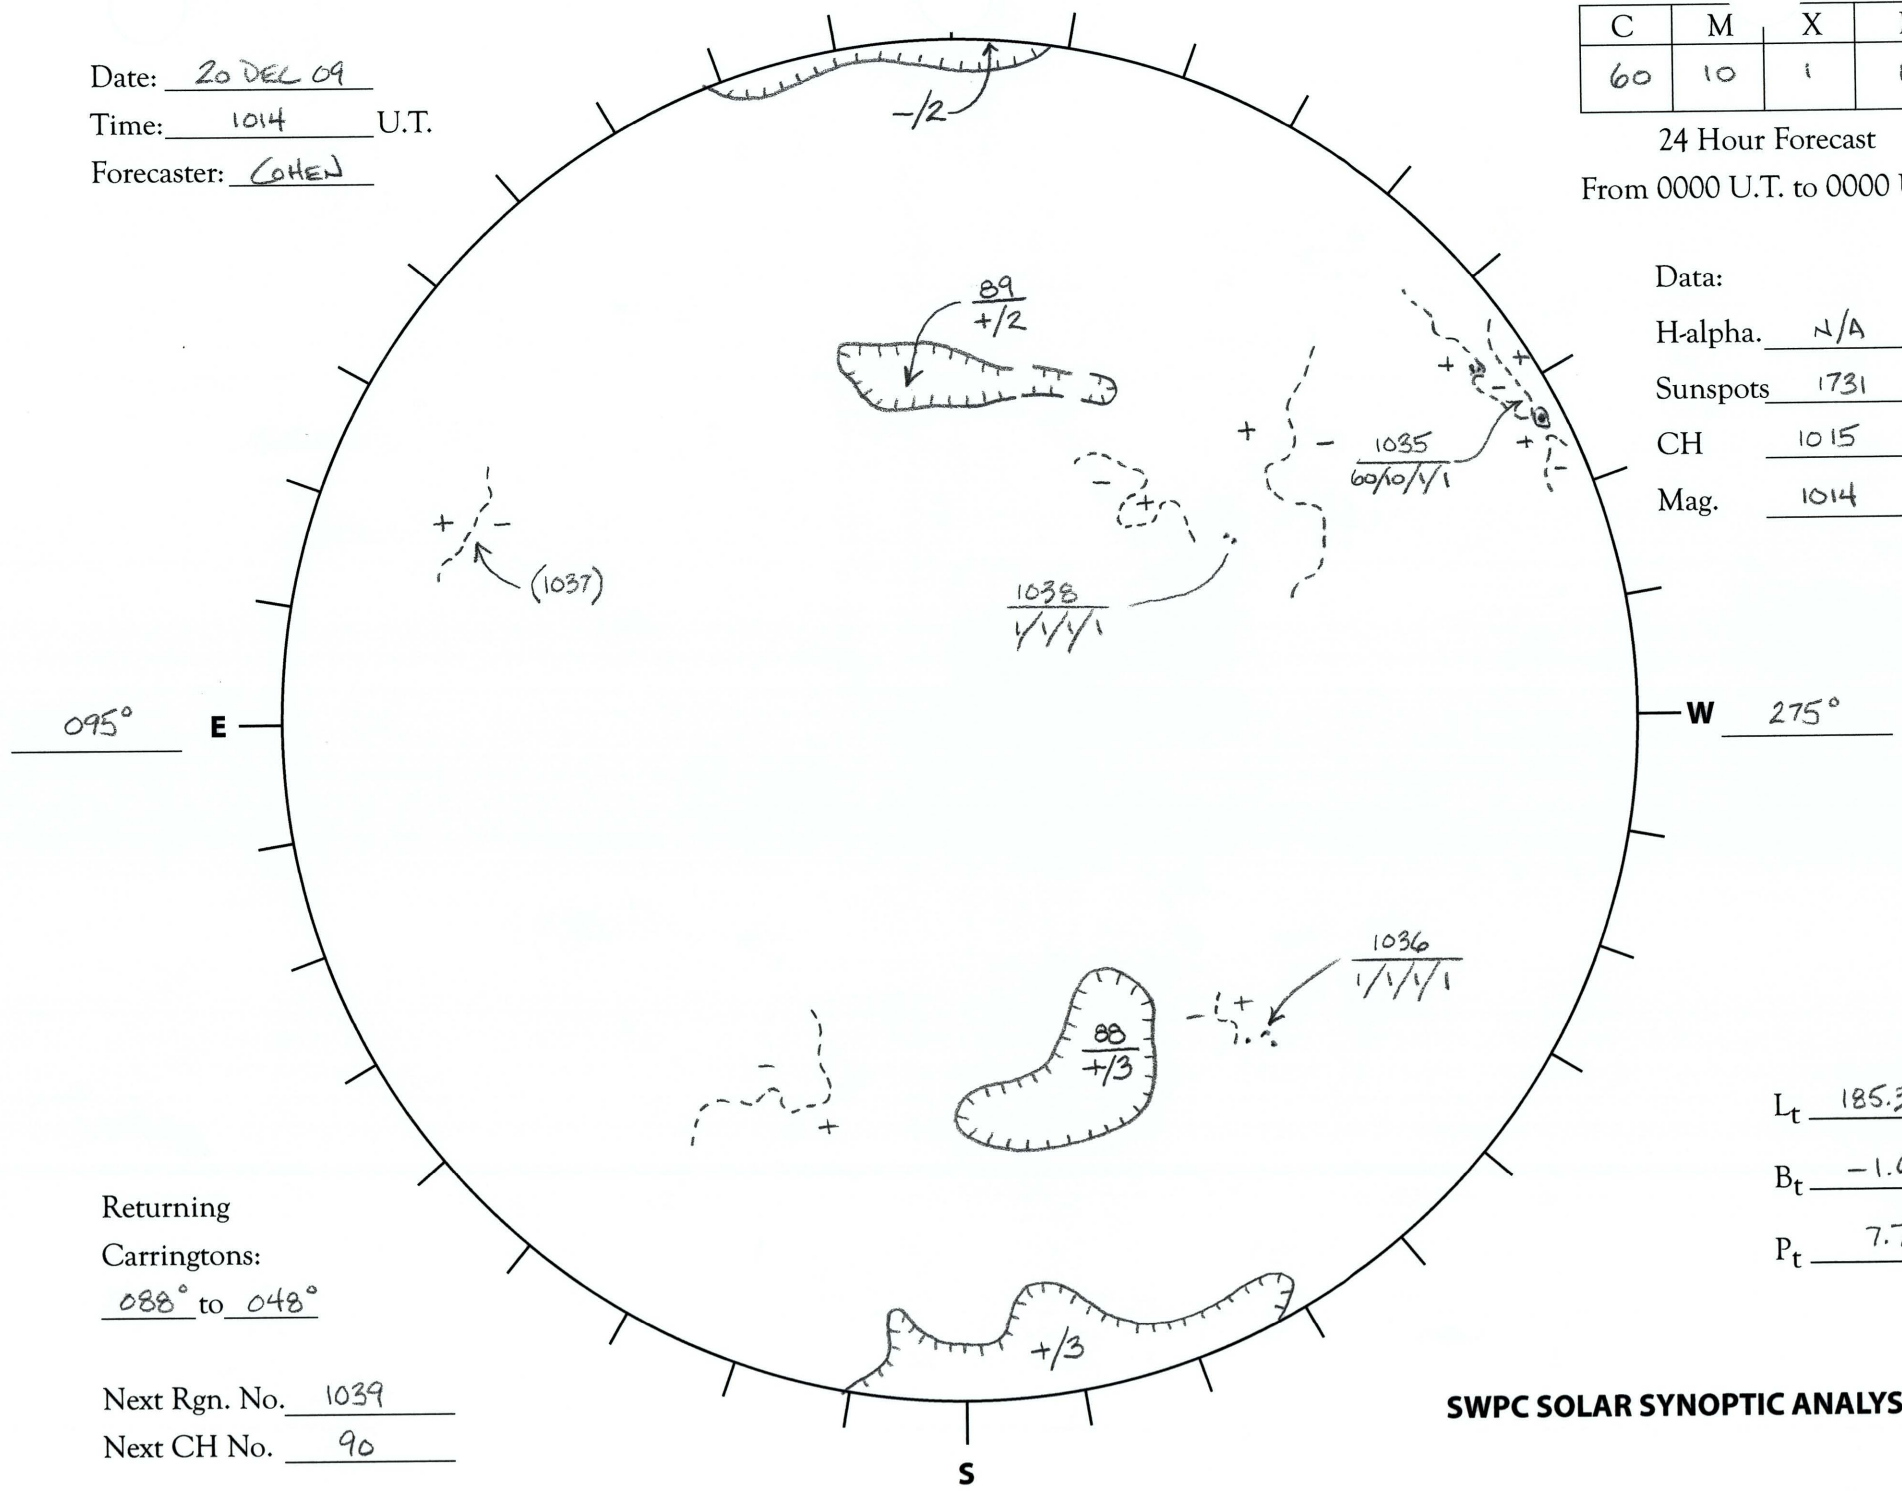 Date: 20 DEC 09
Time: 1014 U.T.
Forecaster: COHEN
C M X
60 10 1
24 Hour Forecast
From 0000 U.T. to 0000
Data:
H-alpha. N/A
Sunspots 1731
CH 1015
Mag. 1014
-/2
89
+/2
+ -
1035
60/10/1/1
+ - + + -
- +
+ -
(1037)
1038
1/1/1/1
095° E
W 275°
1036
1/1/1/1
- +
88
+/3
-
+
Lt 185.3
Bt -1.
Pt 7.7
Returning
Carringtons:
088° to 048°
+/3
Next Rgn. No. 1039
Next CH No. 90
SWPC SOLAR SYNOPTIC ANALYS
S